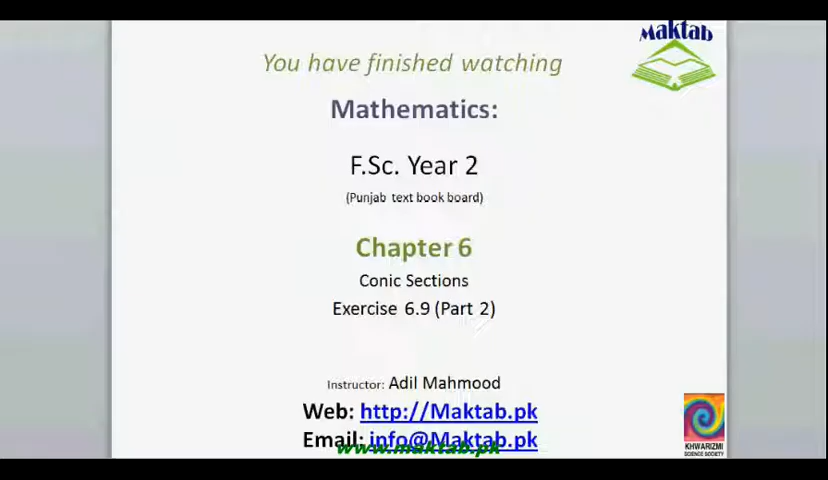 Maktab
You have finished watching
Mathematics:
F.Sc. Year 2
(Punjab text book board)
Chapter 6
Conic Sections
Exercise 6.9 (Part 2)
Instructor: Adil Mahmood
Web: http://Maktab.pk
Email: info@Maktab.pk
www.maktab.pk
KHWARIZMI
SCIENCE SOCIETY